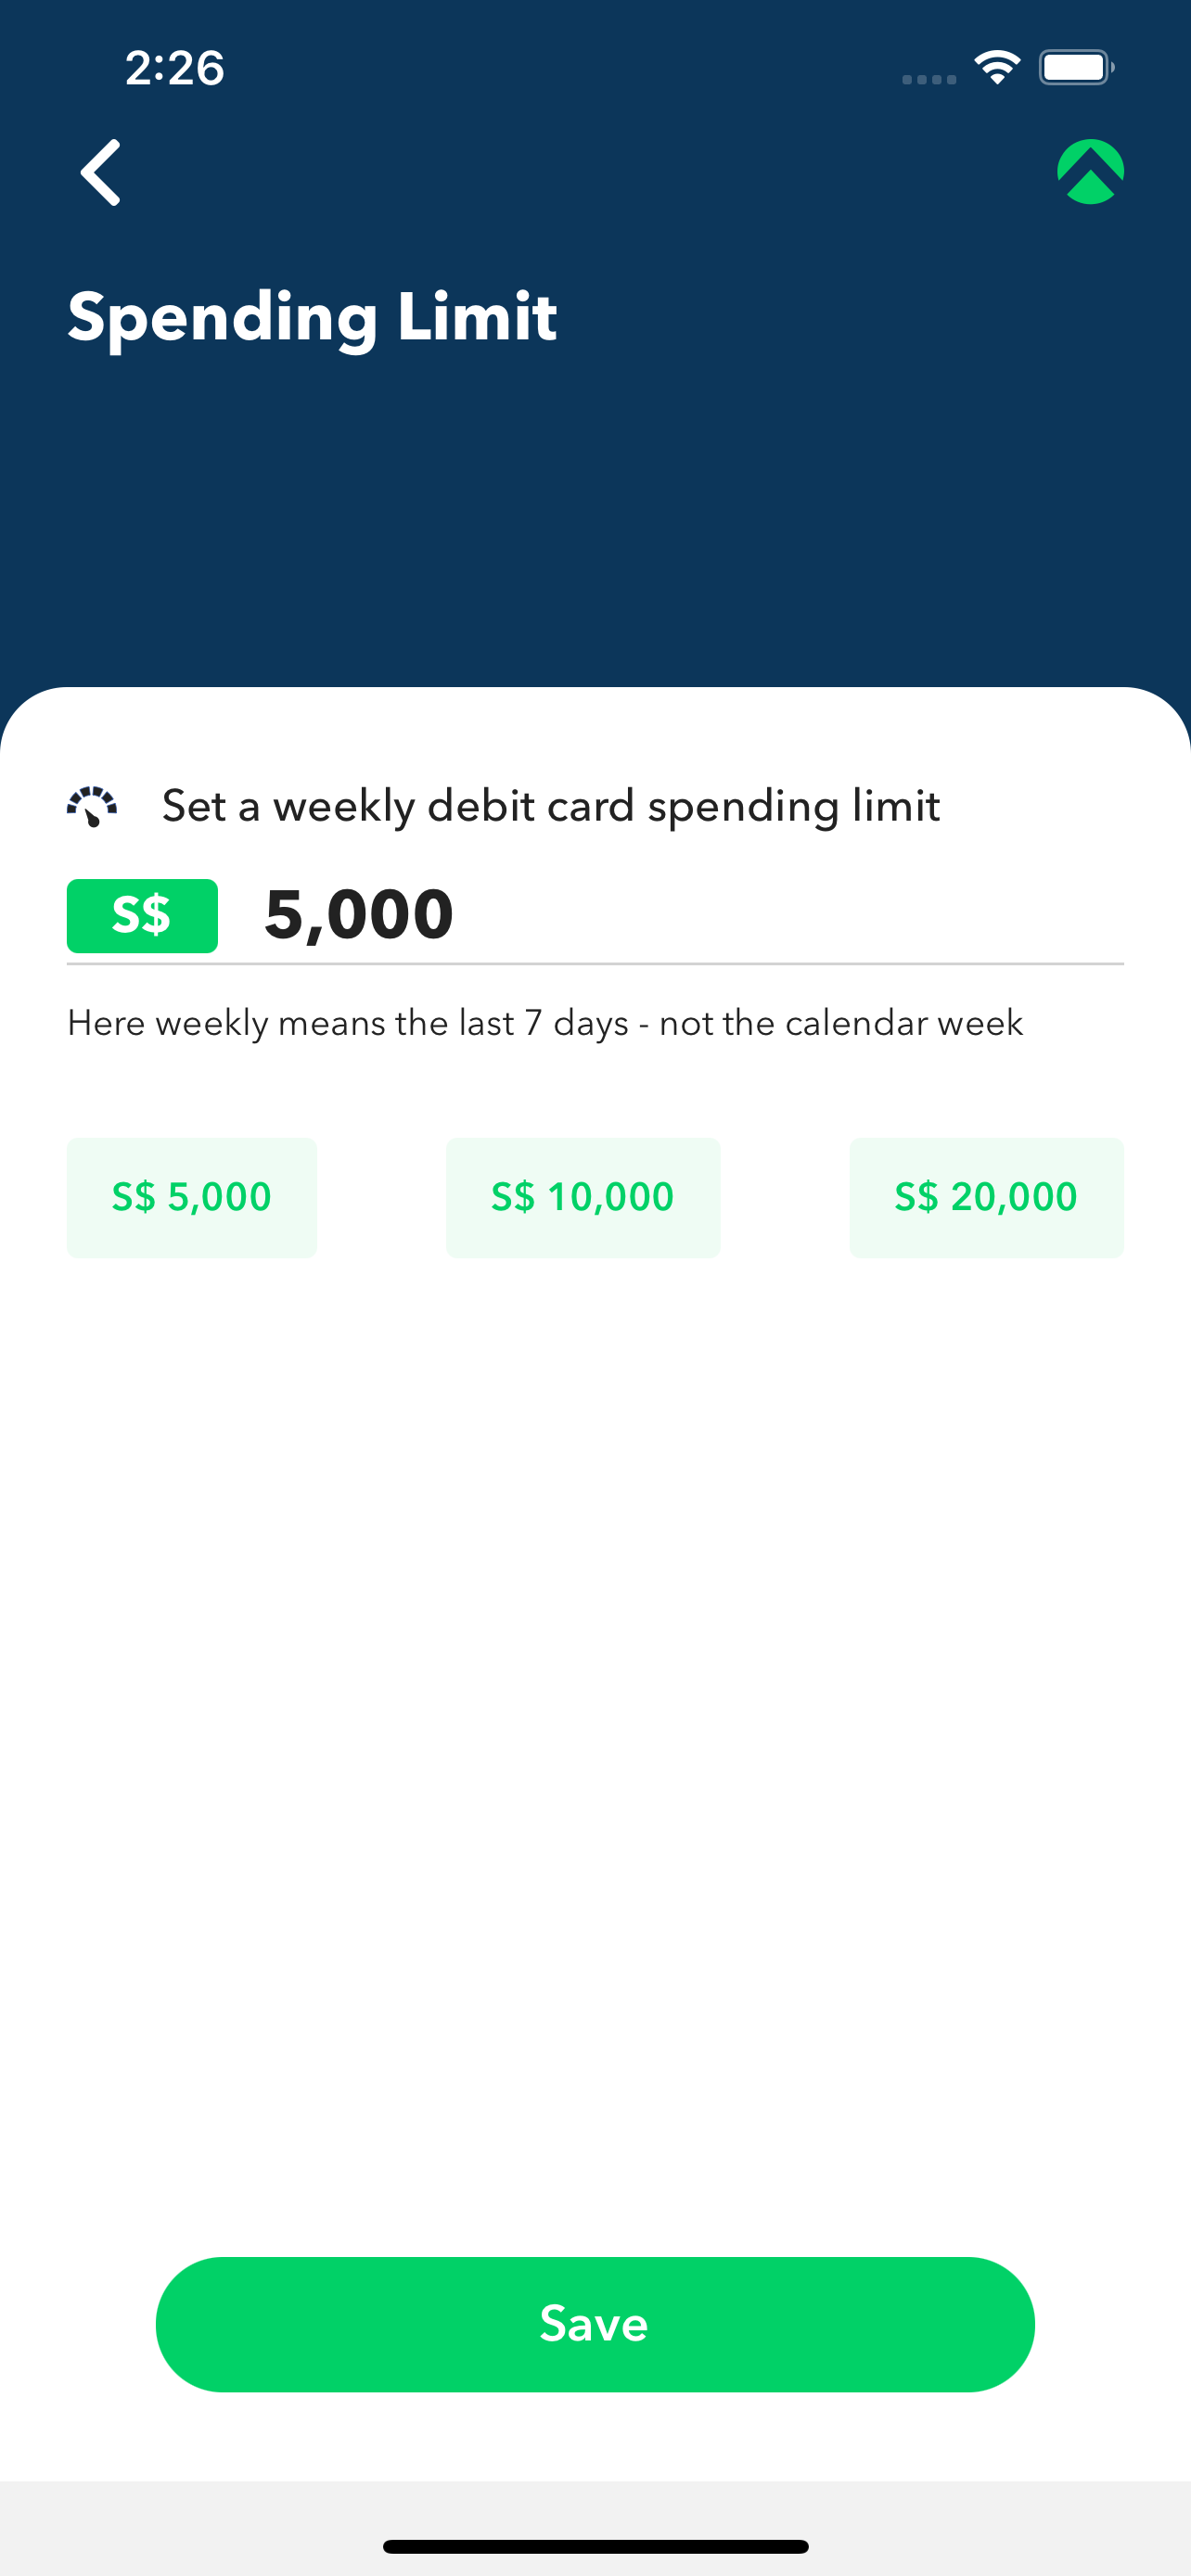 2:26
Spending Limit
Set a weekly debit card spending limit
S$ 5,000
Here weekly means the last 7 days - not the calendar week
S$ 5,000 S$ 10,000 S$ 20,000
Save